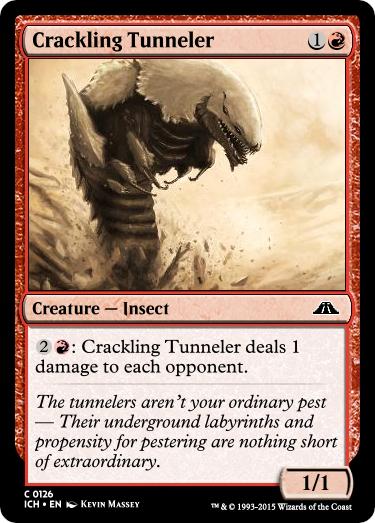 Crackling Tunneler 1
Creature — Insect
2 : Crackling Tunneler deals 1
damage to each opponent.
The tunnelers aren't your ordinary pest
— Their underground labyrinths and
propensity for pestering are nothing short
of extraordinary.
1/1
C 0126
ICH • EN Kevin Massey
™ & © 1993-2015 Wizards of the Coast